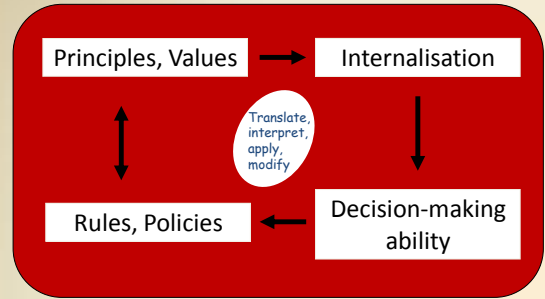 Principles, Values
Internalisation
Translate,
interpret,
apply,
modify
Rules, Policies
Decision-making
ability